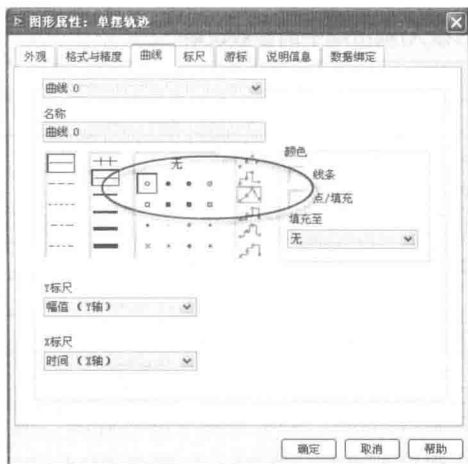 图形属性：单摆轨迹
外观 格式与精度 曲线 标尺 游标 说明信息 数据绑定
曲线 0
名称
曲线 0
无
颜色
线条
点/填充
填充至
无
Y标尺
幅值（Y轴）
X标尺
时间（X轴）
确定 取消 帮助